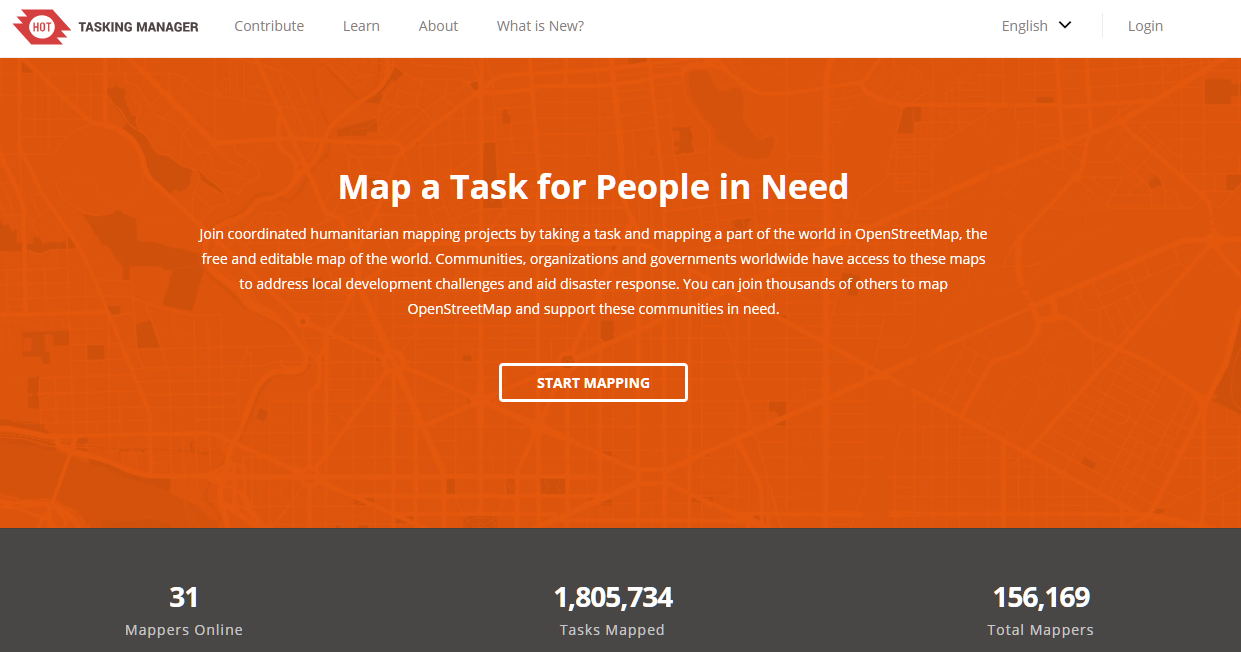 HOT TASKING MANAGER Contribute Learn About What is New? English Login
Map a Task for People in Need
Join coordinated humanitarian mapping projects by taking a task and mapping a part of the world in OpenStreetMap, the
free and editable map of the world. Communities, organizations and governments worldwide have access to these maps
to address local development challenges and aid disaster response. You can join thousands of others to map
OpenStreetMap and support these communities in need.
START MAPPING
31 1,805,734 156,169
Mappers Online Tasks Mapped Total Mappers